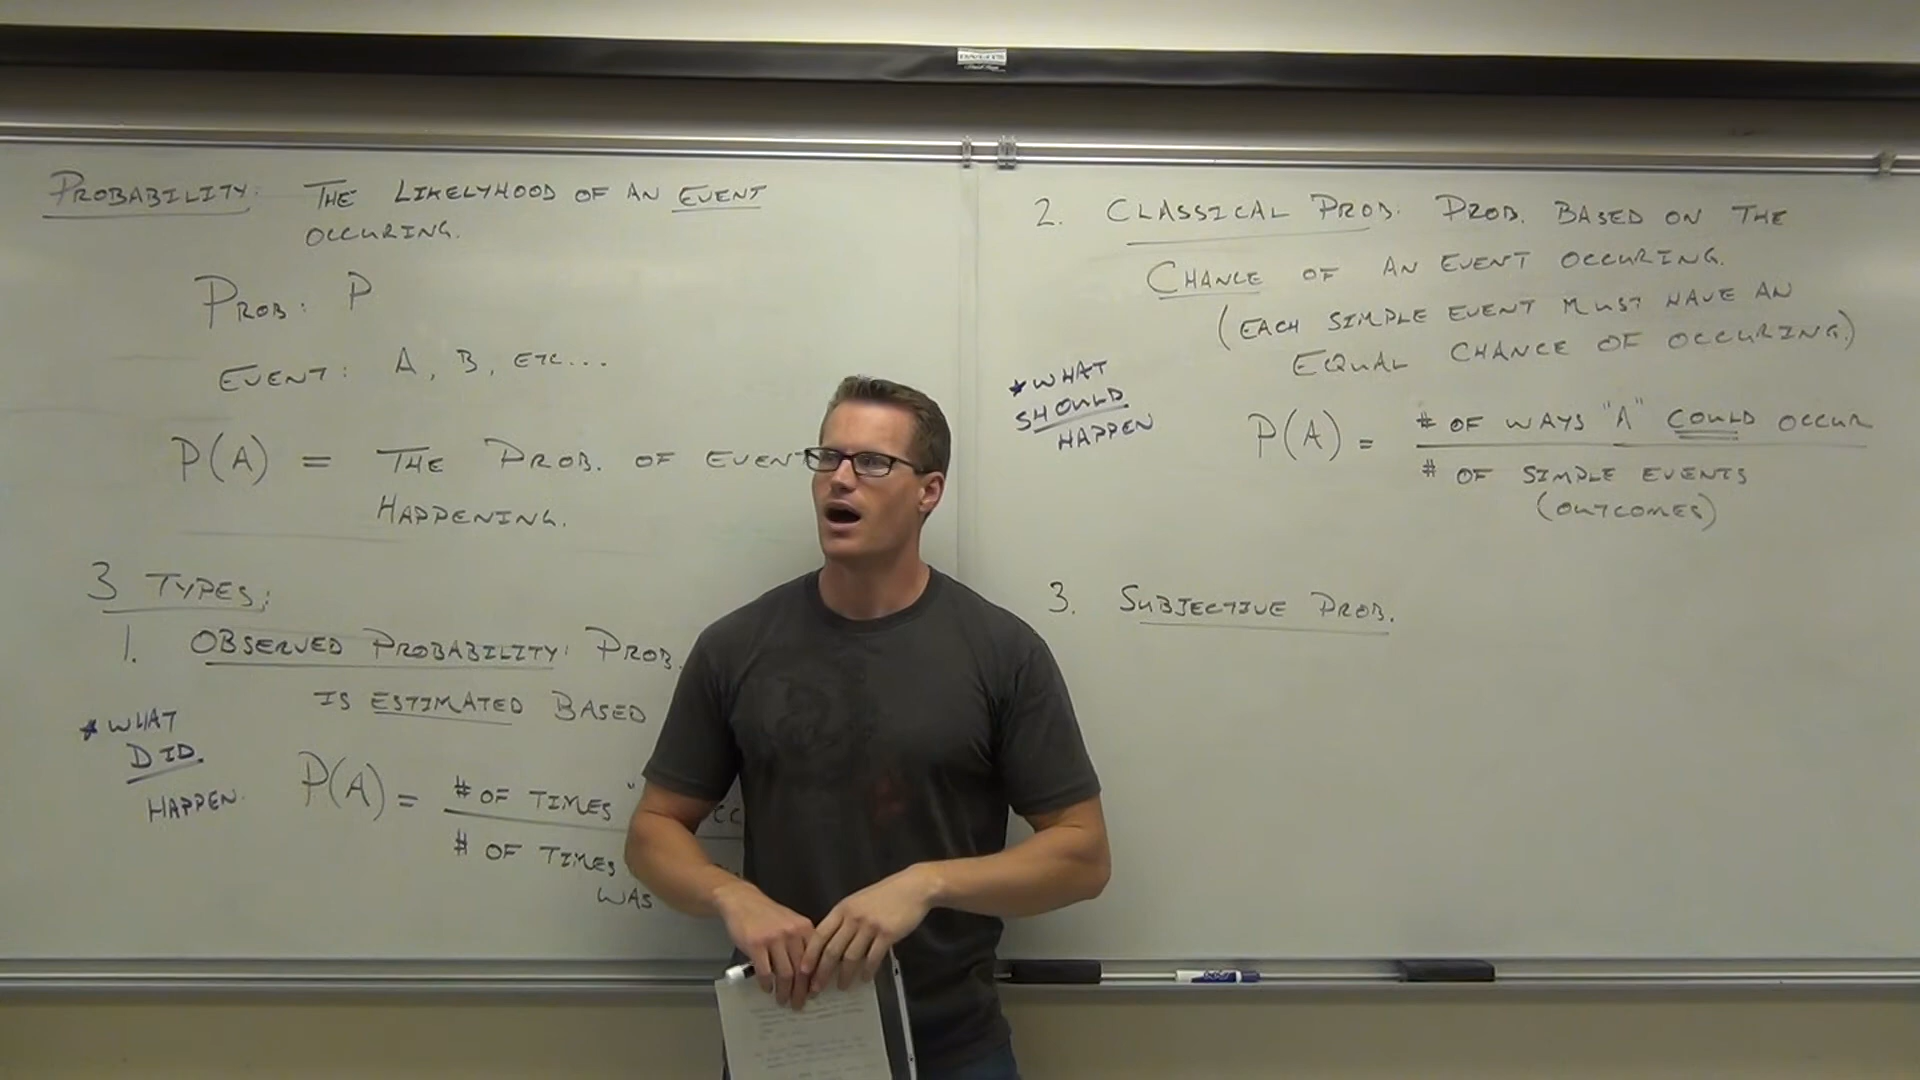 PROBABILITY: THE LIKELYHOOD OF AN EVENT
OCCURING.
PROB: P
EVENT: A, B, ETC...
P(A) = THE PROB. OF EVENT
HAPPENING.
3 TYPES:
1. OBSERVED PROBABILITY: PROB.
IS ESTIMATED BASED
* WHAT
DID
HAPPEN.
P(A) = # OF TIMES "
# OF TIMES
WAS
2. CLASSICAL PROB. PROB. BASED ON THE
CHANCE OF AN EVENT OCCURING.
(EACH SIMPLE EVENT MUST HAVE AN
EQUAL CHANCE OF OCCURING.)
* WHAT
SHOULD
HAPPEN
P(A) = # OF WAYS "A" COULD OCCUR
# OF SIMPLE EVENTS
(OUTCOMES)
3. SUBJECTIVE PROB.